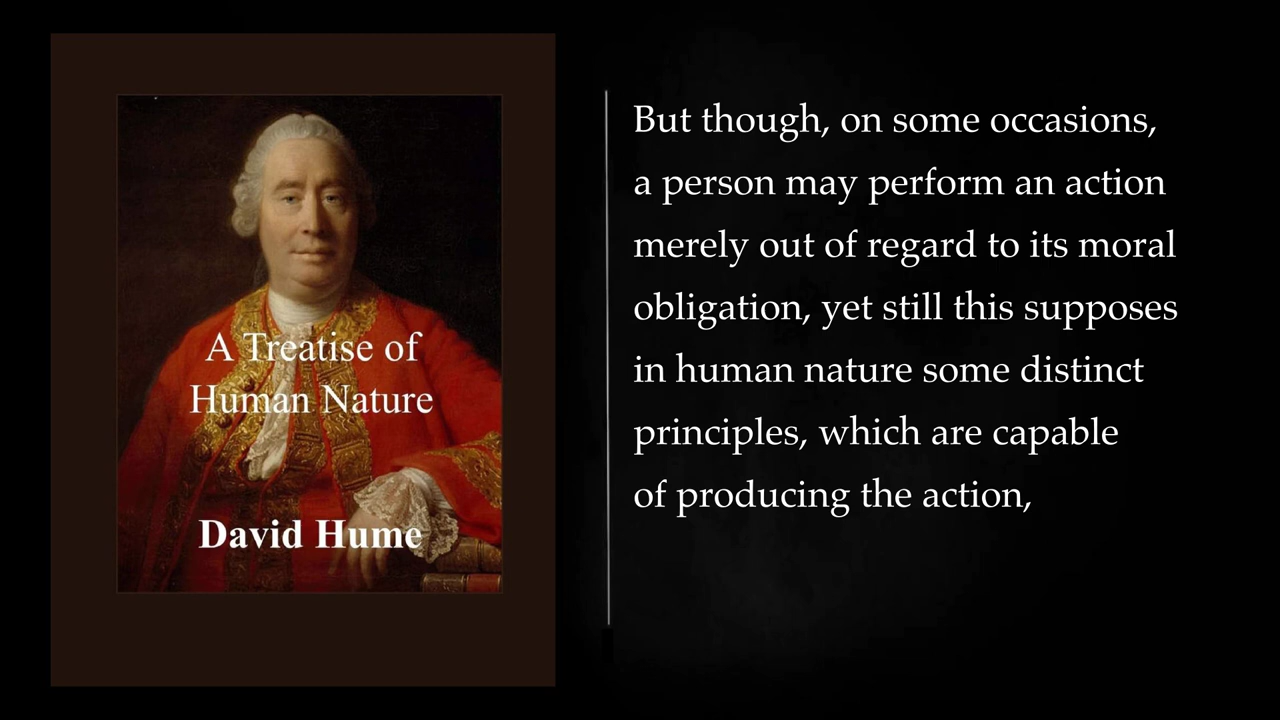 A Treatise of
Human Nature
David Hume
But though, on some occasions,
a person may perform an action
merely out of regard to its moral
obligation, yet still this supposes
in human nature some distinct
principles, which are capable
of producing the action,